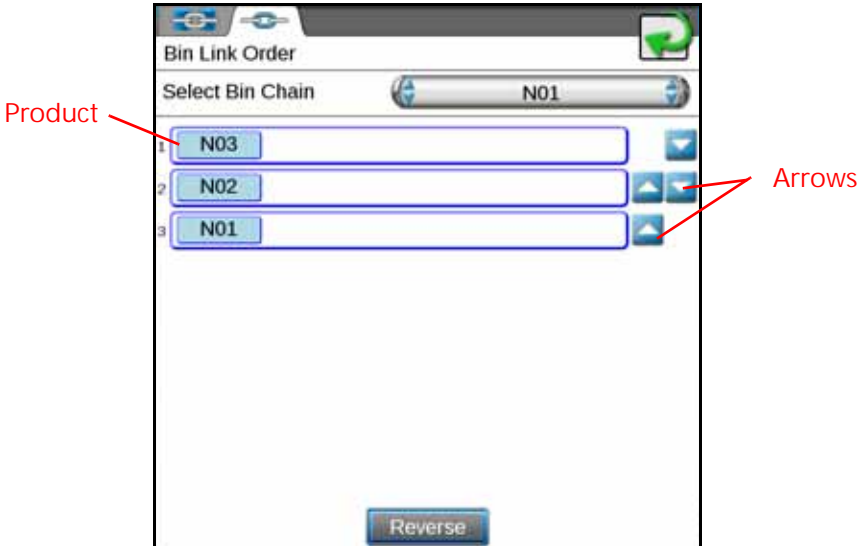 Bin Link Order
Select Bin Chain N01
Product
1 N03
2 N02
Arrows
3 N01
Reverse